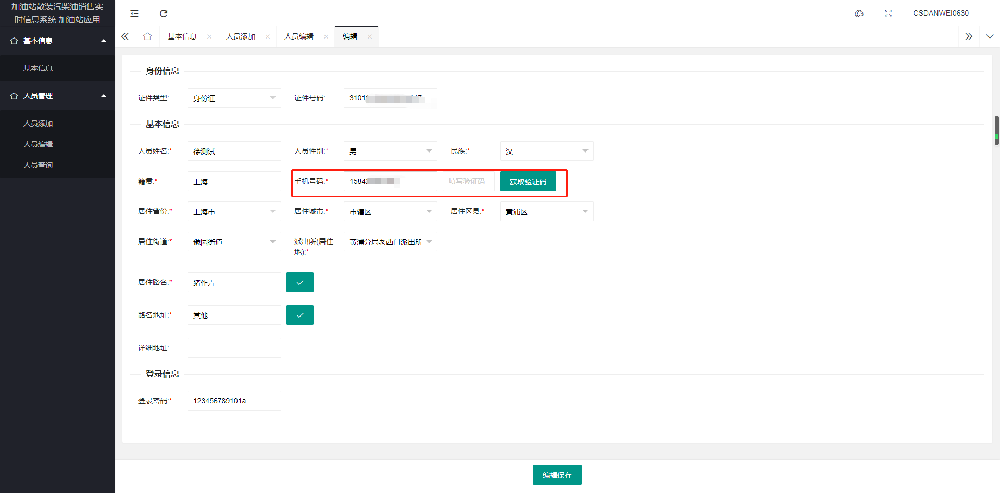 加油站散装汽柴油销售实
时信息系统 加油站应用
CSDANWEI0630
基本信息
人员添加
人员编辑
编辑
基本信息
基本信息
人员管理
人员添加
人员编辑
人员查询
身份信息
证件类型: 身份证 证件号码: 3101
基本信息
人员姓名:* 徐测试 人员性别:* 男 民族:* 汉
籍贯:* 上海 手机号码:* 1584 填写验证码 获取验证码
居住省份:* 上海市 居住城市:* 市辖区 居住区县:* 黄浦区
居住街道:* 豫园街道 派出所(居住
地):* 黄浦分局老西门派出所
居住路名:* 猪作弄
路名地址:* 其他
详细地址:
登录信息
登录密码:* 123456789101a
编辑保存